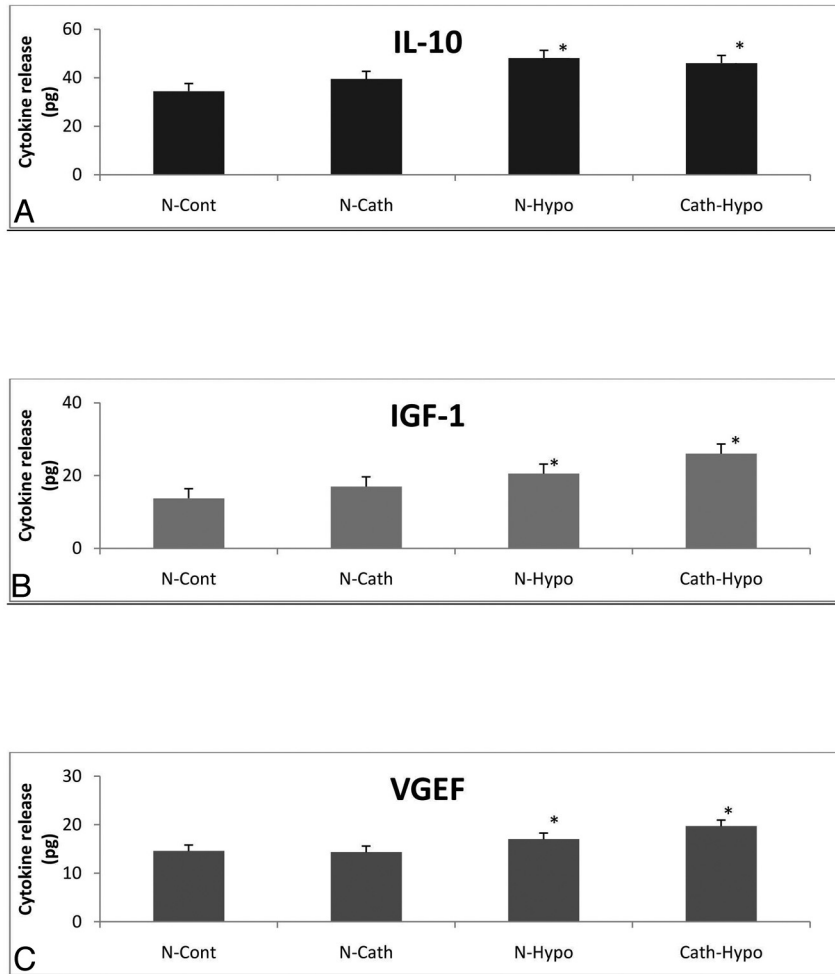 IL-10
Cytokine release
(pg)
60
40
20
0
*
*
N-Cont N-Cath N-Hypo Cath-Hypo
A
IGF-1
Cytokine release
(pg)
40
20
0
*
*
N-Cont N-Cath N-Hypo Cath-Hypo
B
VGEF
Cytokine release
(pg)
30
20
10
0
*
*
N-Cont N-Cath N-Hypo Cath-Hypo
C